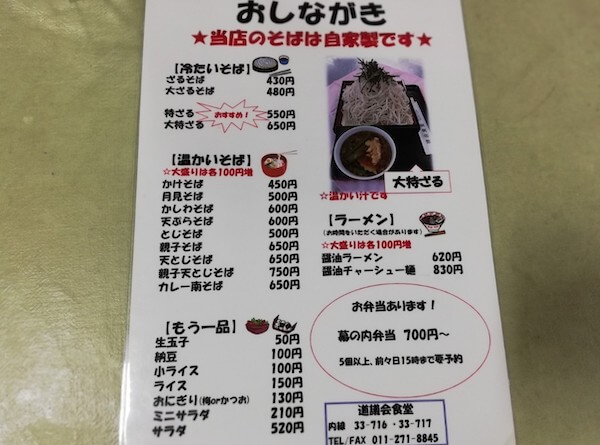 おしながき
★当店のそばは自家製です★
【冷たいそば】
ざるそば 430円
大ざるそば 480円
特ざる 550円
おすすめ！
大特ざる 650円
【温かいそば】
☆大盛りは各100円増
かけそば 450円
月見そば 500円
かしわそば 600円
天ぷらそば 600円
とじそば 500円
親子そば 650円
天とじそば 650円
親子天とじそば 750円
カレー南そば 650円
【もう一品】
生玉子 50円
納豆 100円
小ライス 100円
ライス 150円
おにぎり（梅orかつお） 130円
ミニサラダ 210円
サラダ 520円
大特ざる
☆温かい汁です
【ラーメン】
（お時間をいただく場合があります）
☆大盛りは各100円増
醤油ラーメン 620円
醤油チャーシュー麺 830円
お弁当あります！
幕の内弁当 700円～
5個以上、前々日15時まで要予約
道議会食堂
内線 33-716・33-717
TEL/FAX 011-271-8845